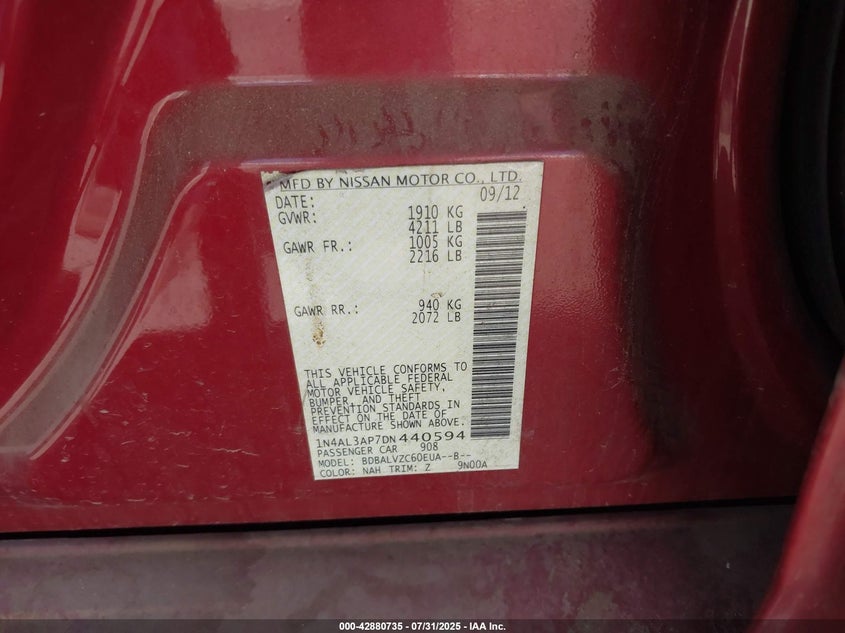 MFD BY NISSAN MOTOR CO., LTD.
DATE: 09/12
GVWR: 1910 KG
4211 LB
GAWR FR.: 1005 KG
2216 LB
GAWR RR.: 940 KG
2072 LB
THIS VEHICLE CONFORMS TO
ALL APPLICABLE FEDERAL
MOTOR VEHICLE SAFETY,
BUMPER, AND THEFT
PREVENTION STANDARDS IN
EFFECT ON THE DATE OF
MANUFACTURE SHOWN ABOVE.
1N4AL3AP7DN440594
PASSENGER CAR 908
MODEL: BDBALVZC60EUA--B--
COLOR: NAH TRIM: Z 9N00A
000-42880735 - 07/31/2025 - IAA Inc.